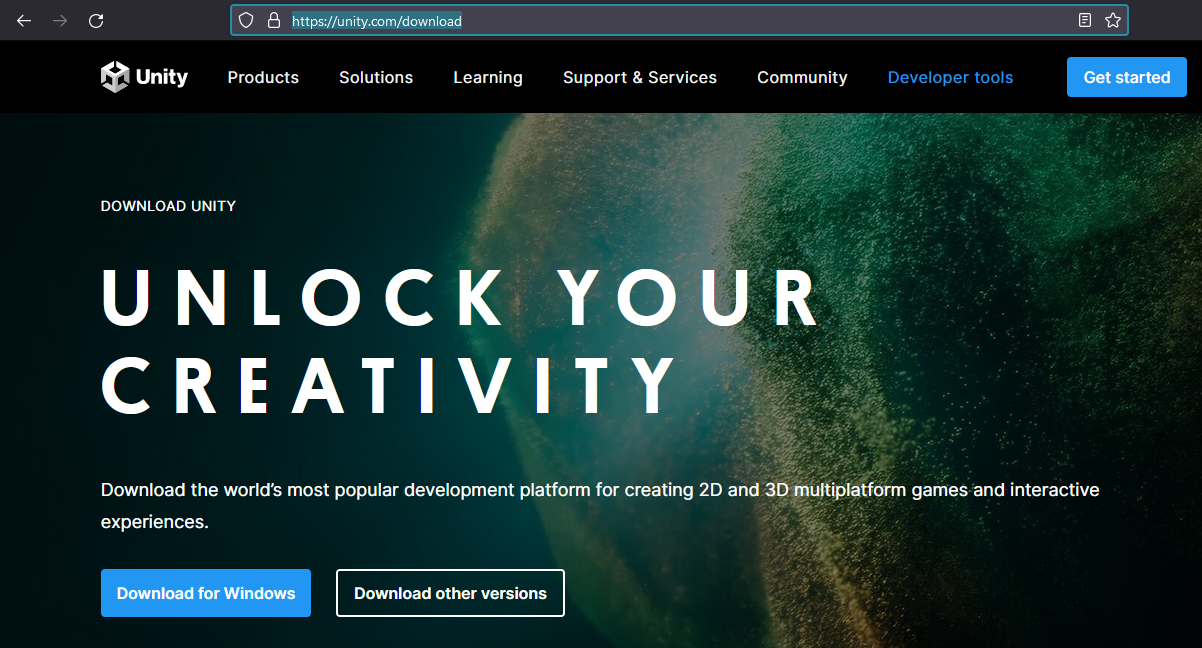 https://unity.com/download
Unity Products Solutions Learning Support & Services Community Developer tools Get started
DOWNLOAD UNITY
UNLOCK YOUR
CREATIVITY
Download the world’s most popular development platform for creating 2D and 3D multiplatform games and interactive
experiences.
Download for Windows Download other versions